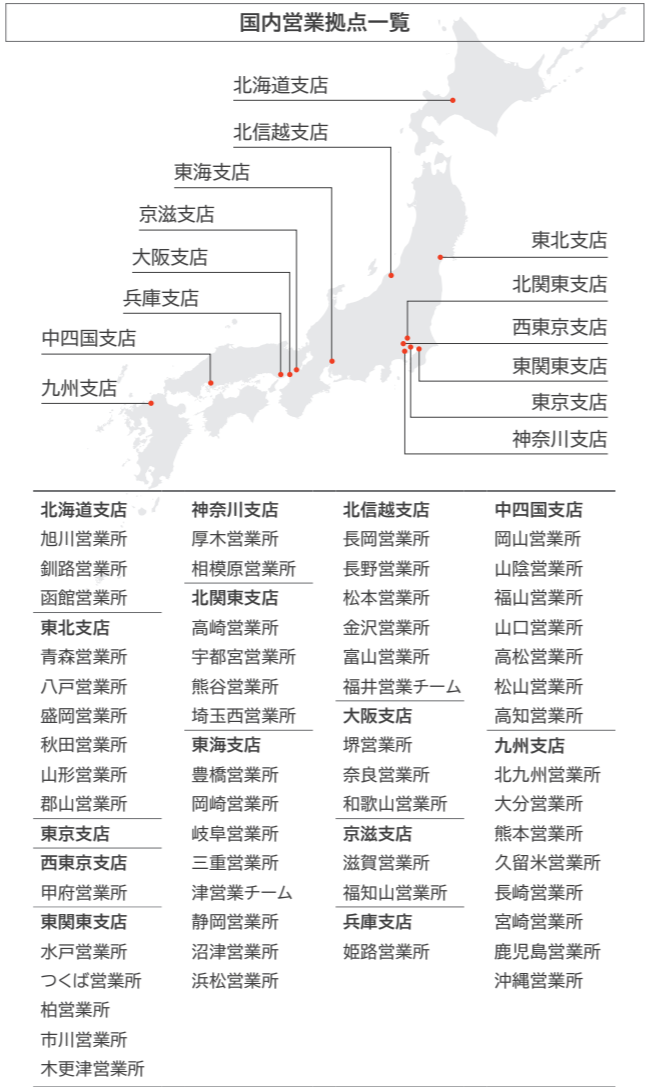 国内営業拠点一覧
北海道支店
北信越支店
東海支店
京滋支店
大阪支店
兵庫支店
中四国支店
九州支店
東北支店
北関東支店
西東京支店
東関東支店
東京支店
神奈川支店
北海道支店
旭川営業所
釧路営業所
函館営業所
東北支店
青森営業所
八戸営業所
盛岡営業所
秋田営業所
山形営業所
郡山営業所
東京支店
西東京支店
甲府営業所
東関東支店
水戸営業所
つくば営業所
柏営業所
市川営業所
木更津営業所
神奈川支店
厚木営業所
相模原営業所
北関東支店
高崎営業所
宇都宮営業所
熊谷営業所
埼玉西営業所
東海支店
豊橋営業所
岡崎営業所
岐阜営業所
三重営業所
津営業チーム
静岡営業所
沼津営業所
浜松営業所
北信越支店
長岡営業所
長野営業所
松本営業所
金沢営業所
富山営業所
福井営業チーム
大阪支店
堺営業所
奈良営業所
和歌山営業所
京滋支店
滋賀営業所
福知山営業所
兵庫支店
姫路営業所
中四国支店
岡山営業所
山陰営業所
福山営業所
山口営業所
高松営業所
松山営業所
高知営業所
九州支店
北九州営業所
大分営業所
熊本営業所
久留米営業所
長崎営業所
宮崎営業所
鹿児島営業所
沖縄営業所